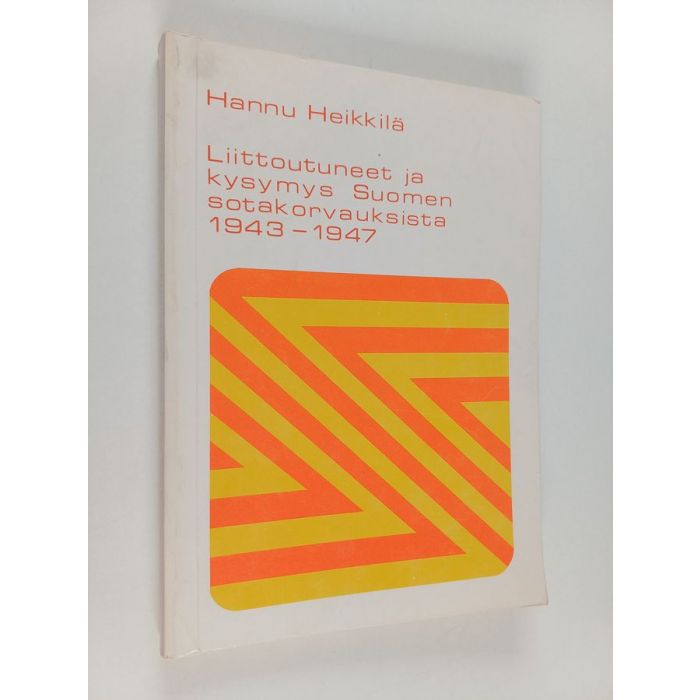 Hannu Heikkilä
Liittoutuneet ja
kysymys Suomen
sotakorvauksista
1943-1947